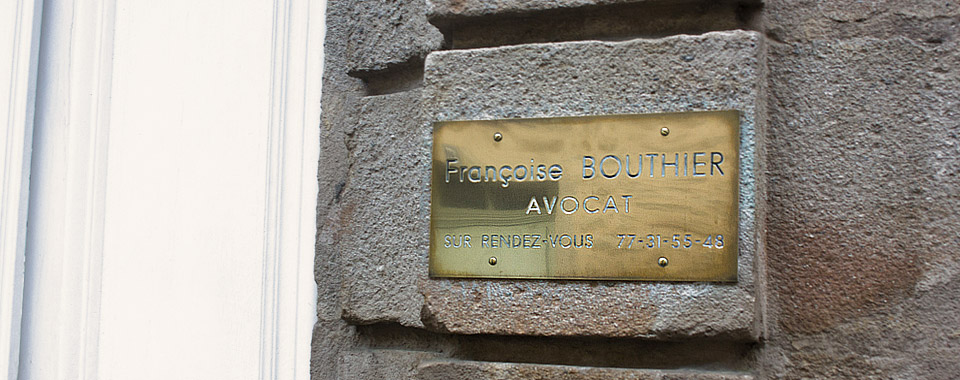 Françoise BOUTHIER
AVOCAT
SUR RENDEZ-VOUS 77-31-55-48